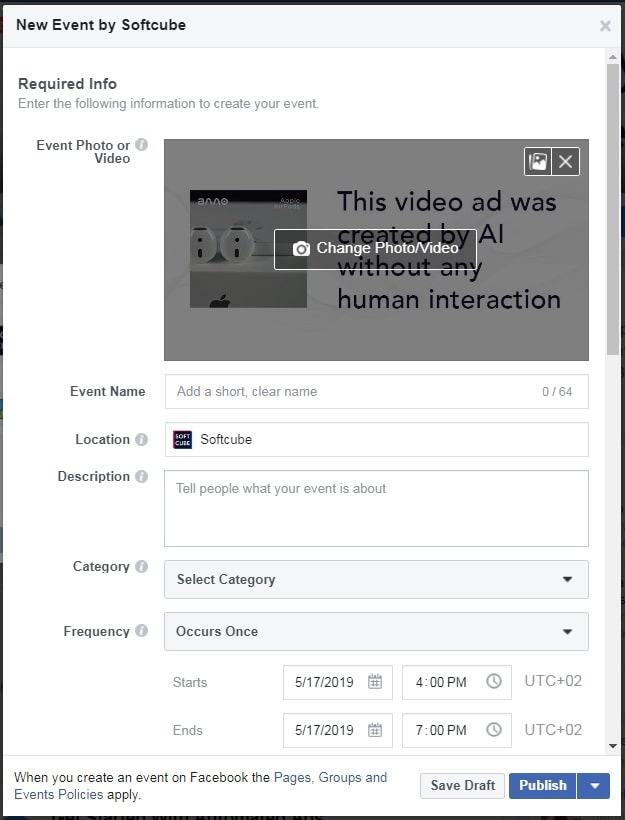 New Event by Softcube
Required Info
Enter the following information to create your event.
Event Photo or
Video
Apple
AirPods
This video ad was
created by AI
Change Photo/Video
without any
human interaction
Event Name Add a short, clear name 0 / 64
Location SOFT CUBE Softcube
Description Tell people what your event is about
Category Select Category
Frequency Occurs Once
Starts 5/17/2019 4:00 PM UTC+02
Ends 5/17/2019 7:00 PM UTC+02
When you create an event on Facebook the Pages, Groups and
Events Policies apply.
Save Draft Publish